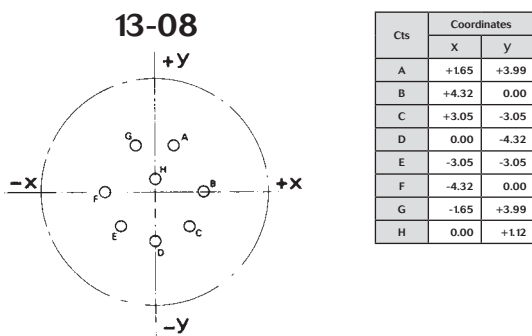 13-08
+Y
G A
H
-X F B +X
E C
D
-Y
Cts Coordinates
X y
A +1.65 +3.99
B +4.32 0.00
C +3.05 -3.05
D 0.00 -4.32
E -3.05 -3.05
F -4.32 0.00
G -1.65 +3.99
H 0.00 +1.12